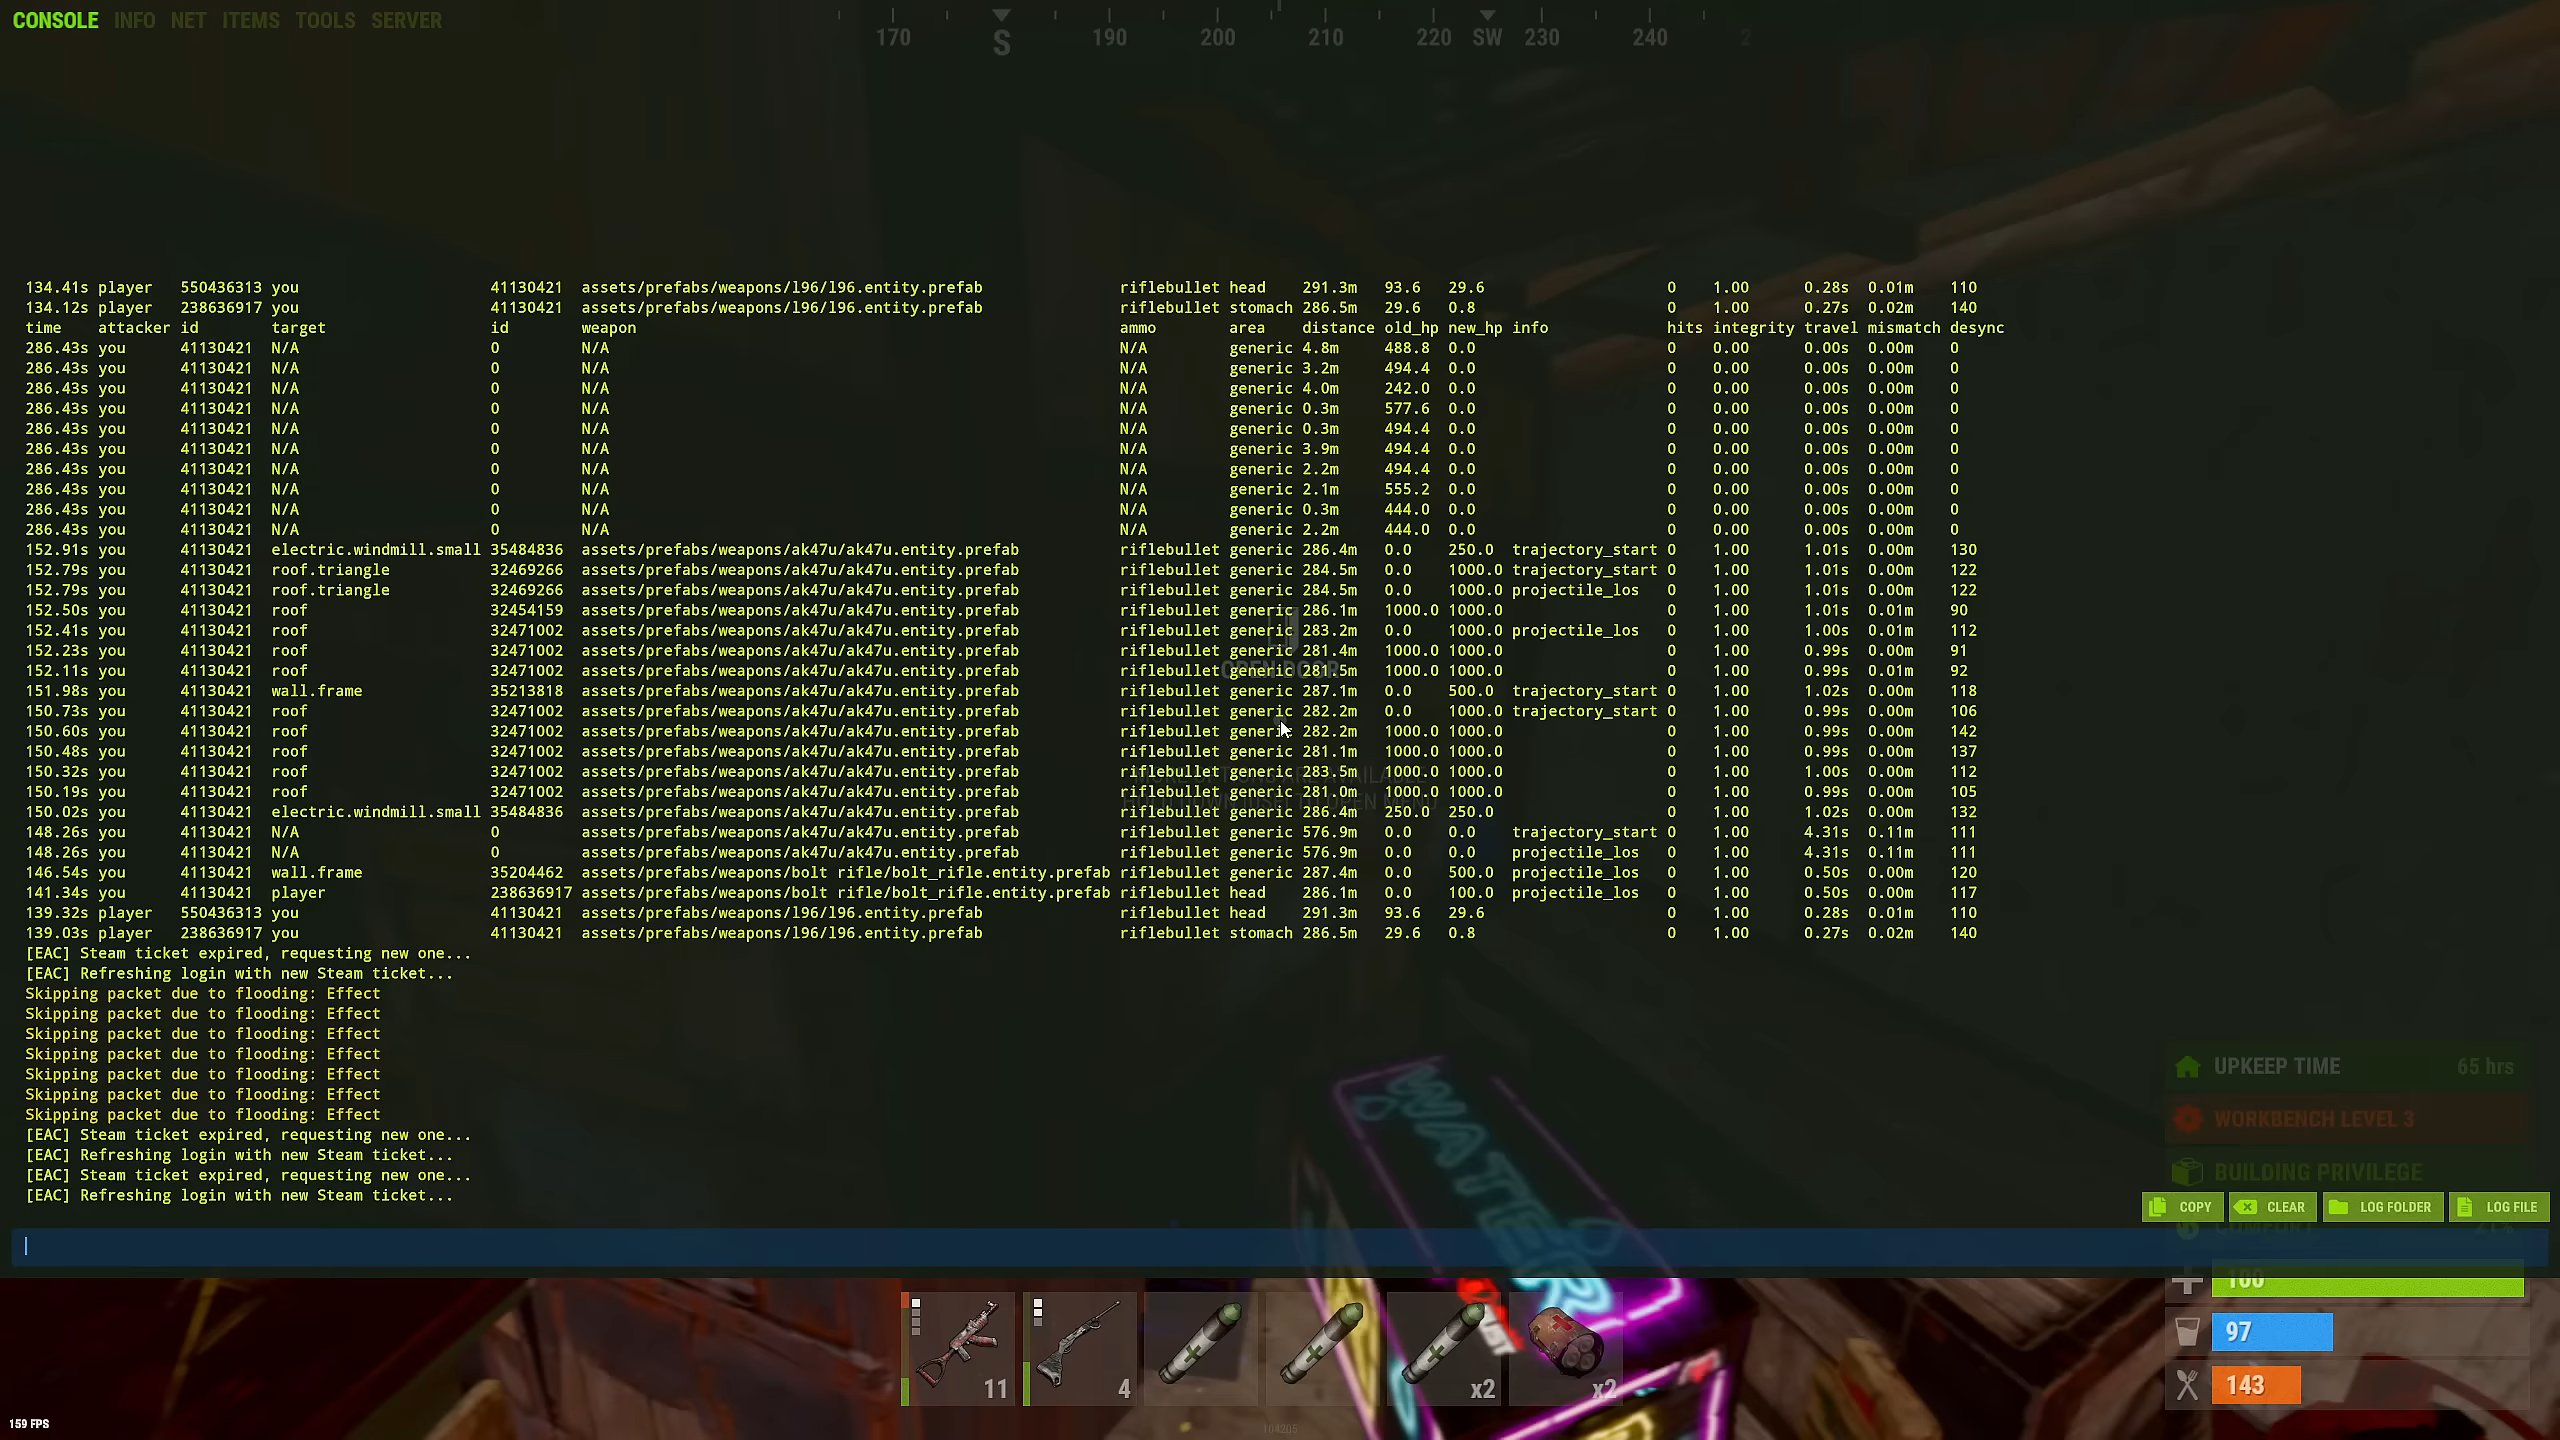 CONSOLE INFO NET ITEMS TOOLS SERVER
170 S 190 200 210 220 SW 230 240
134.41s player 550436313 you 41130421 assets/prefabs/weapons/l96/l96.entity.prefab riflebullet head 291.3m 93.6 29.6 0 1.00 0.28s 0.01m 110
134.12s player 238636917 you 41130421 assets/prefabs/weapons/l96/l96.entity.prefab riflebullet stomach 286.5m 29.6 0.8 0 1.00 0.27s 0.02m 140
time attacker id target id weapon ammo area distance old_hp new_hp info hits integrity travel mismatch desync
286.43s you 41130421 N/A 0 N/A N/A generic 4.8m 488.8 0.0 0 0.00 0.00s 0.00m 0
286.43s you 41130421 N/A 0 N/A N/A generic 3.2m 494.4 0.0 0 0.00 0.00s 0.00m 0
286.43s you 41130421 N/A 0 N/A N/A generic 4.0m 242.0 0.0 0 0.00 0.00s 0.00m 0
286.43s you 41130421 N/A 0 N/A N/A generic 0.3m 577.6 0.0 0 0.00 0.00s 0.00m 0
286.43s you 41130421 N/A 0 N/A N/A generic 0.3m 494.4 0.0 0 0.00 0.00s 0.00m 0
286.43s you 41130421 N/A 0 N/A N/A generic 3.9m 494.4 0.0 0 0.00 0.00s 0.00m 0
286.43s you 41130421 N/A 0 N/A N/A generic 2.2m 494.4 0.0 0 0.00 0.00s 0.00m 0
286.43s you 41130421 N/A 0 N/A N/A generic 2.1m 555.2 0.0 0 0.00 0.00s 0.00m 0
286.43s you 41130421 N/A 0 N/A N/A generic 0.3m 444.0 0.0 0 0.00 0.00s 0.00m 0
286.43s you 41130421 N/A 0 N/A N/A generic 2.2m 444.0 0.0 0 0.00 0.00s 0.00m 0
152.91s you 41130421 electric.windmill.small 35484836 assets/prefabs/weapons/ak47u/ak47u.entity.prefab riflebullet generic 286.4m 0.0 250.0 trajectory_start 0 1.00 1.01s 0.00m 130
152.79s you 41130421 roof.triangle 32469266 assets/prefabs/weapons/ak47u/ak47u.entity.prefab riflebullet generic 284.5m 0.0 1000.0 trajectory_start 0 1.00 1.01s 0.00m 122
152.79s you 41130421 roof.triangle 32469266 assets/prefabs/weapons/ak47u/ak47u.entity.prefab riflebullet generic 284.5m 0.0 1000.0 projectile_los 0 1.00 1.01s 0.00m 122
152.50s you 41130421 roof 32454159 assets/prefabs/weapons/ak47u/ak47u.entity.prefab riflebullet generic 286.1m 1000.0 1000.0 0 1.00 1.01s 0.01m 90
152.41s you 41130421 roof 32471002 assets/prefabs/weapons/ak47u/ak47u.entity.prefab riflebullet generic 283.2m 0.0 1000.0 projectile_los 0 1.00 1.00s 0.01m 112
152.23s you 41130421 roof 32471002 assets/prefabs/weapons/ak47u/ak47u.entity.prefab riflebullet generic 281.4m 1000.0 1000.0 0 1.00 0.99s 0.00m 91
152.11s you 41130421 roof 32471002 assets/prefabs/weapons/ak47u/ak47u.entity.prefab riflebullet generic 281.5m 1000.0 1000.0 0 1.00 0.99s 0.01m 92
151.98s you 41130421 wall.frame 35213818 assets/prefabs/weapons/ak47u/ak47u.entity.prefab riflebullet generic 287.1m 0.0 500.0 trajectory_start 0 1.00 1.02s 0.00m 118
150.73s you 41130421 roof 32471002 assets/prefabs/weapons/ak47u/ak47u.entity.prefab riflebullet generic 282.2m 0.0 1000.0 trajectory_start 0 1.00 0.99s 0.00m 106
150.60s you 41130421 roof 32471002 assets/prefabs/weapons/ak47u/ak47u.entity.prefab riflebullet generic 282.2m 1000.0 1000.0 0 1.00 0.99s 0.00m 142
150.48s you 41130421 roof 32471002 assets/prefabs/weapons/ak47u/ak47u.entity.prefab riflebullet generic 281.1m 1000.0 1000.0 0 1.00 0.99s 0.00m 137
150.32s you 41130421 roof 32471002 assets/prefabs/weapons/ak47u/ak47u.entity.prefab riflebullet generic 283.5m 1000.0 1000.0 0 1.00 1.00s 0.00m 112
150.19s you 41130421 roof 32471002 assets/prefabs/weapons/ak47u/ak47u.entity.prefab riflebullet generic 281.0m 1000.0 1000.0 0 1.00 0.99s 0.00m 105
150.02s you 41130421 electric.windmill.small 35484836 assets/prefabs/weapons/ak47u/ak47u.entity.prefab riflebullet generic 286.4m 250.0 250.0 0 1.00 1.02s 0.00m 132
148.26s you 41130421 N/A 0 assets/prefabs/weapons/ak47u/ak47u.entity.prefab riflebullet generic 576.9m 0.0 0.0 trajectory_start 0 1.00 4.31s 0.11m 111
148.26s you 41130421 N/A 0 assets/prefabs/weapons/ak47u/ak47u.entity.prefab riflebullet generic 576.9m 0.0 0.0 projectile_los 0 1.00 4.31s 0.11m 111
146.54s you 41130421 wall.frame 35204462 assets/prefabs/weapons/bolt rifle/bolt_rifle.entity.prefab riflebullet generic 287.4m 0.0 500.0 projectile_los 0 1.00 0.50s 0.00m 120
141.34s you 41130421 player 238636917 assets/prefabs/weapons/bolt rifle/bolt_rifle.entity.prefab riflebullet head 286.1m 0.0 100.0 projectile_los 0 1.00 0.50s 0.00m 117
139.32s player 550436313 you 41130421 assets/prefabs/weapons/l96/l96.entity.prefab riflebullet head 291.3m 93.6 29.6 0 1.00 0.28s 0.01m 110
139.03s player 238636917 you 41130421 assets/prefabs/weapons/l96/l96.entity.prefab riflebullet stomach 286.5m 29.6 0.8 0 1.00 0.27s 0.02m 140
[EAC] Steam ticket expired, requesting new one...
[EAC] Refreshing login with new Steam ticket...
Skipping packet due to flooding: Effect
Skipping packet due to flooding: Effect
Skipping packet due to flooding: Effect
Skipping packet due to flooding: Effect
Skipping packet due to flooding: Effect
Skipping packet due to flooding: Effect
Skipping packet due to flooding: Effect
[EAC] Steam ticket expired, requesting new one...
[EAC] Refreshing login with new Steam ticket...
[EAC] Steam ticket expired, requesting new one...
[EAC] Refreshing login with new Steam ticket...
OPEN DOOR
UPKEEP TIME 65 hrs
WORKBENCH LEVEL 3
BUILDING PRIVILEGE
COPY CLEAR LOG FOLDER LOG FILE
WATER
100
97
143
11 4 x2 x2
159 FPS